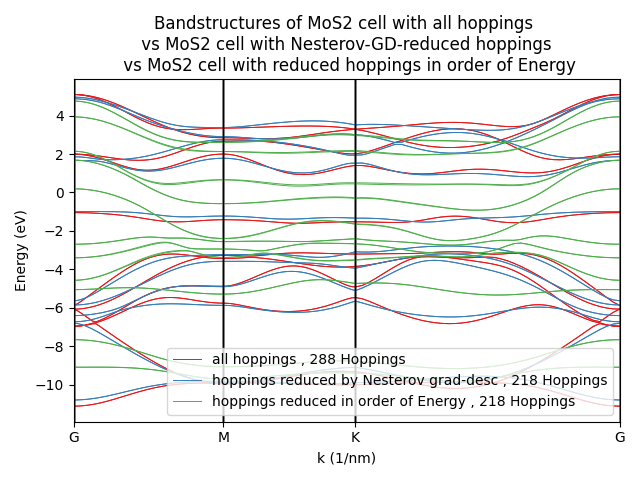 Bandstructures of MoS2 cell with all hoppings
vs MoS2 cell with Nesterov-GD-reduced hoppings
vs MoS2 cell with reduced hoppings in order of Energy
Energy (eV)
4
2
0
−2
−4
−6
−8
−10
all hoppings , 288 Hoppings
hoppings reduced by Nesterov grad-desc , 218 Hoppings
hoppings reduced in order of Energy , 218 Hoppings
G M K G
k (1/nm)